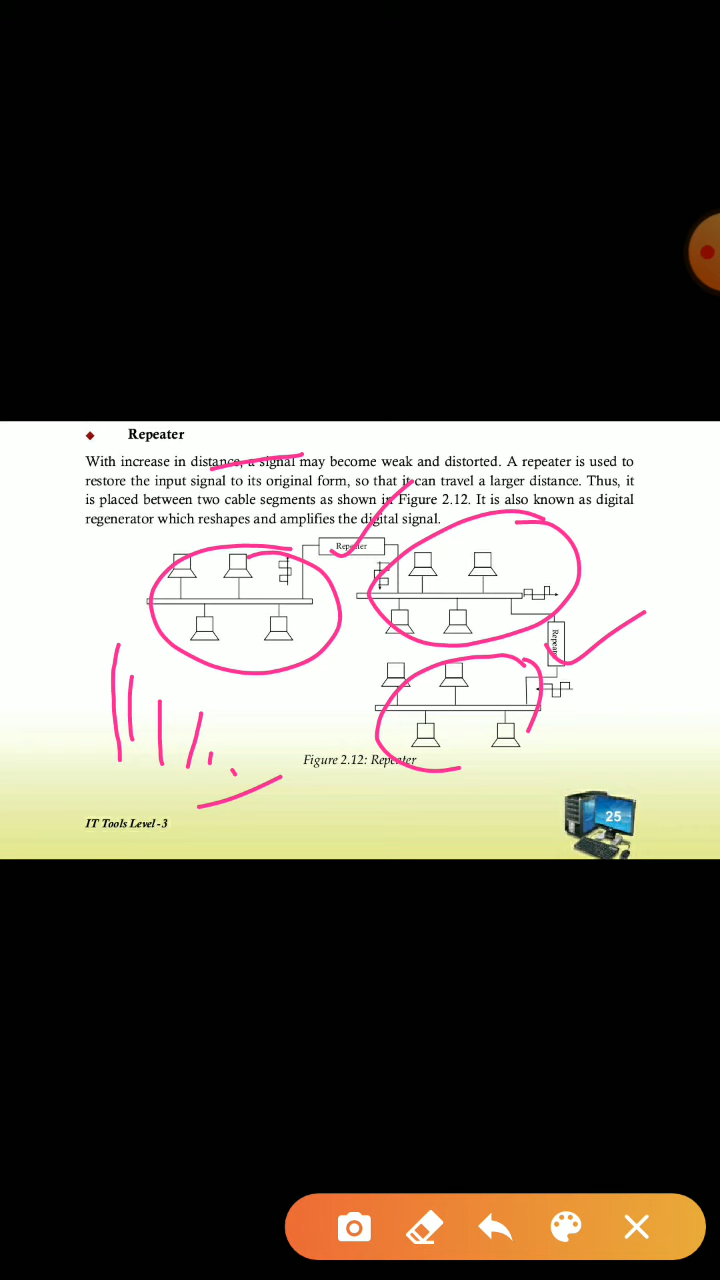 Repeater
With increase in distance, a signal may become weak and distorted. A repeater is used to
restore the input signal to its original form, so that it can travel a larger distance. Thus, it
is placed between two cable segments as shown in Figure 2.12. It is also known as digital
regenerator which reshapes and amplifies the digital signal.
Repeater
Repeater
Figure 2.12: Repeater
IT Tools Level-3
25